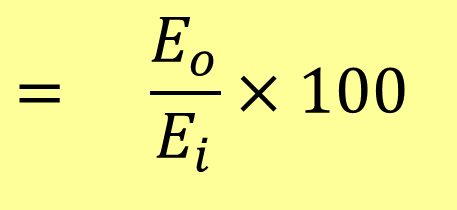 = E_o / E_i × 100